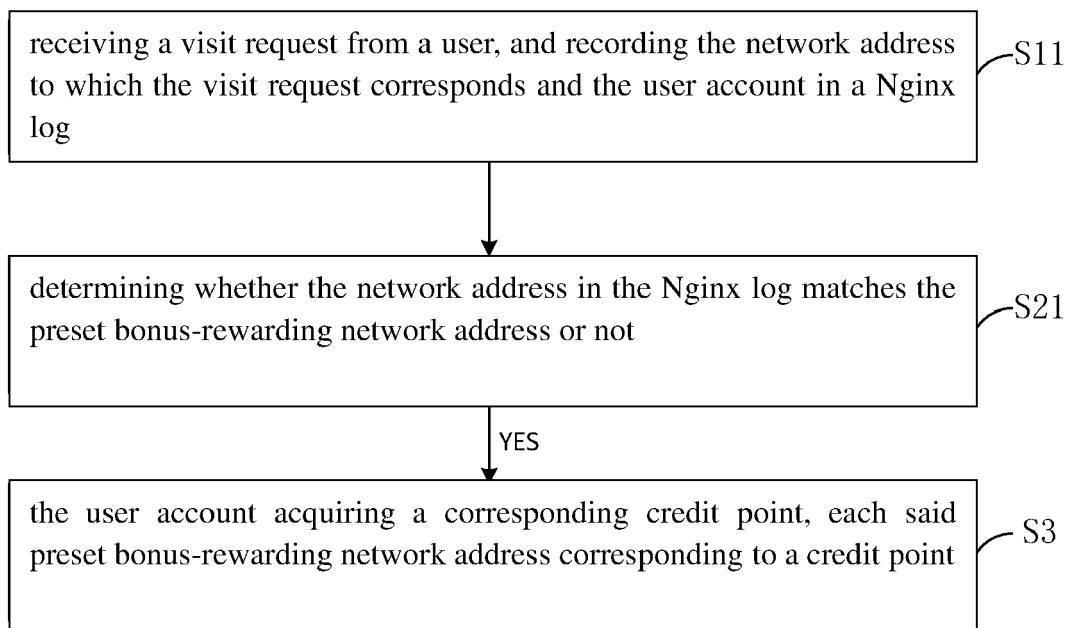 receiving a visit request from a user, and recording the network address
to which the visit request corresponds and the user account in a Nginx
log
S11
determining whether the network address in the Nginx log matches the
preset bonus-rewarding network address or not
S21
YES
the user account acquiring a corresponding credit point, each said
preset bonus-rewarding network address corresponding to a credit point
S3